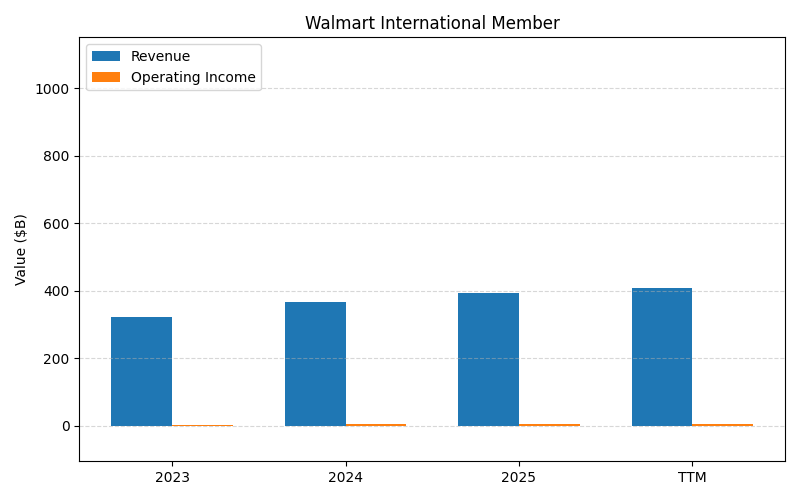 Walmart International Member
Revenue
Operating Income
Value ($B)
1000
800
600
400
200
0
2023 2024 2025 TTM